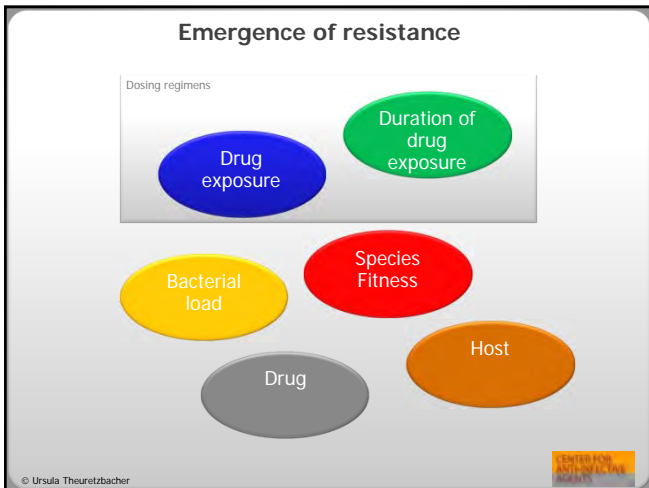 Emergence of resistance
Dosing regimens
Duration of
drug
exposure
Drug
exposure
Species
Fitness
Bacterial
load
Host
Drug
CENTER FOR
ANTI-INFECTIVE
AGENTS
© Ursula Theuretzbacher